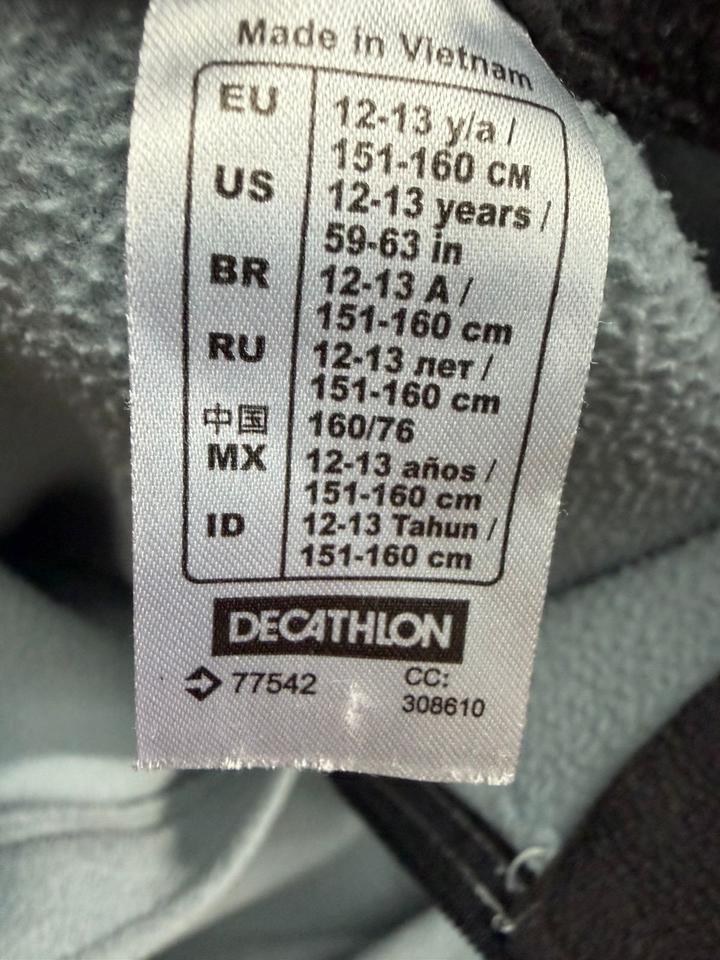 Made in Vietnam
EU 12-13 y/a /
151-160 CM
US 12-13 years /
59-63 in
BR 12-13 A /
151-160 cm
RU 12-13 лет /
151-160 cm
中国 160/76
MX 12-13 años /
151-160 cm
ID 12-13 Tahun /
151-160 cm
DECATHLON
77542 CC:
308610